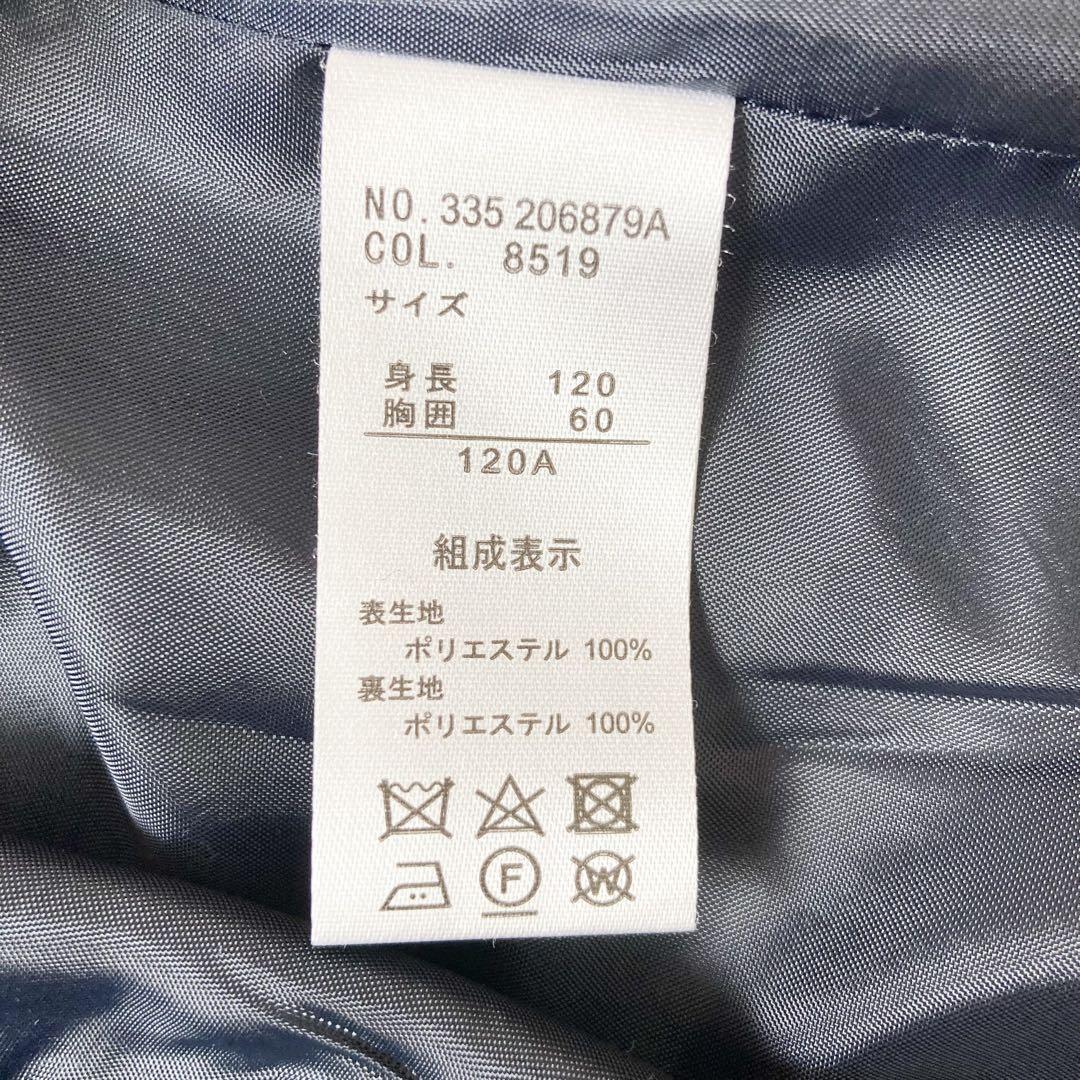 NO. 335 206879A
COL. 8519
サイズ
身長 120
胸囲 60
120A
組成表示
表生地
ポリエステル 100%
裏生地
ポリエステル 100%
F W